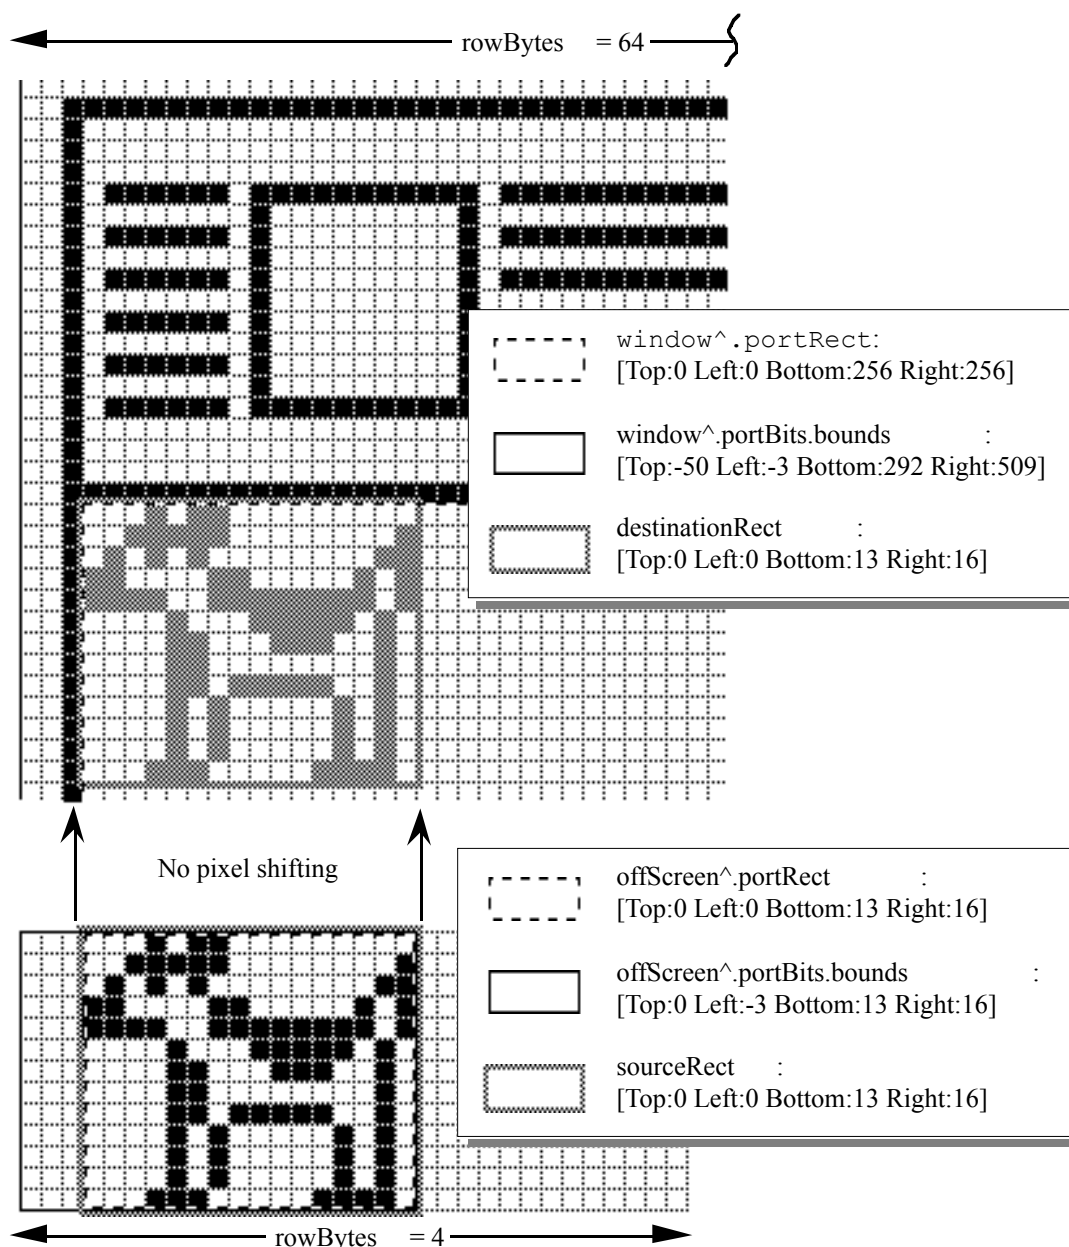 rowBytes = 64
window^.portRect:
[Top:0 Left:0 Bottom:256 Right:256]
window^.portBits.bounds :
[Top:-50 Left:-3 Bottom:292 Right:509]
destinationRect :
[Top:0 Left:0 Bottom:13 Right:16]
No pixel shifting
offScreen^.portRect :
[Top:0 Left:0 Bottom:13 Right:16]
offScreen^.portBits.bounds :
[Top:0 Left:-3 Bottom:13 Right:16]
sourceRect :
[Top:0 Left:0 Bottom:13 Right:16]
rowBytes = 4